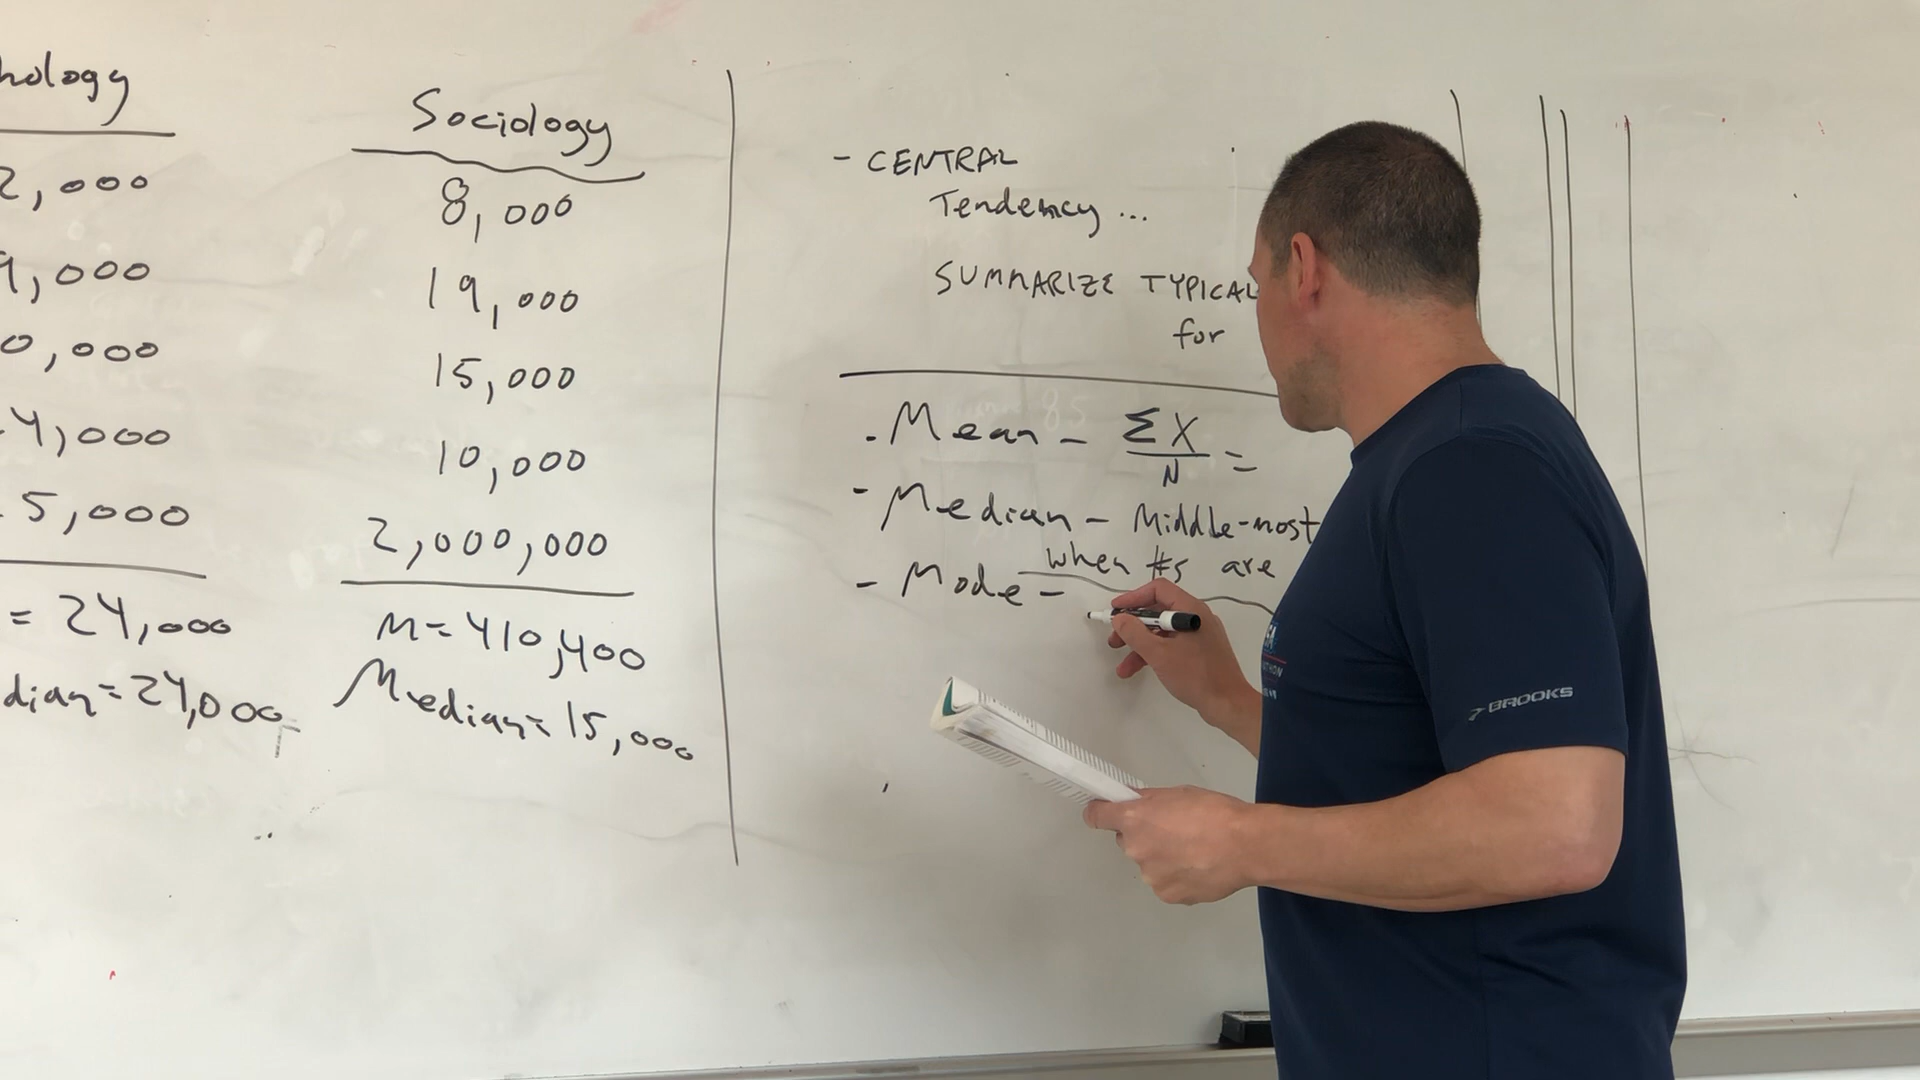 hology
2,000
9,000
0,000
4,000
5,000
= 24,000
dian=24,000
Sociology
8,000
19,000
15,000
10,000
2,000,000
M=410,400
Median=15,000
- CENTRAL
Tendency...
SUMMARIZE TYPICAL
for
- Mean - ΣX
N =
- Median - Middle-most
when #s are
- Mode -
BROOKS